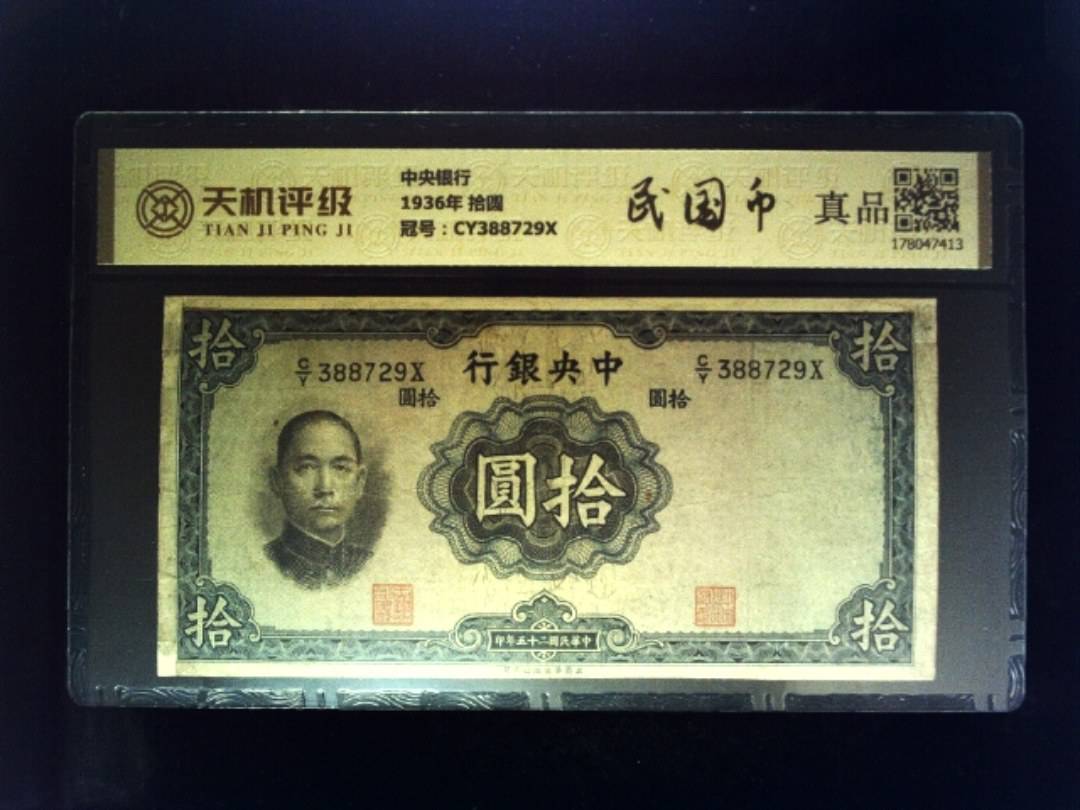 天机评级
TIAN JI PING JI
中央银行
1936年 拾圆
冠号：CY388729X
民国币
真品
178047413
拾
拾
C/Y 388729X
行銀央中
C/Y 388729X
圓拾
圓拾
圓拾
拾
拾
印年五十二國民華中